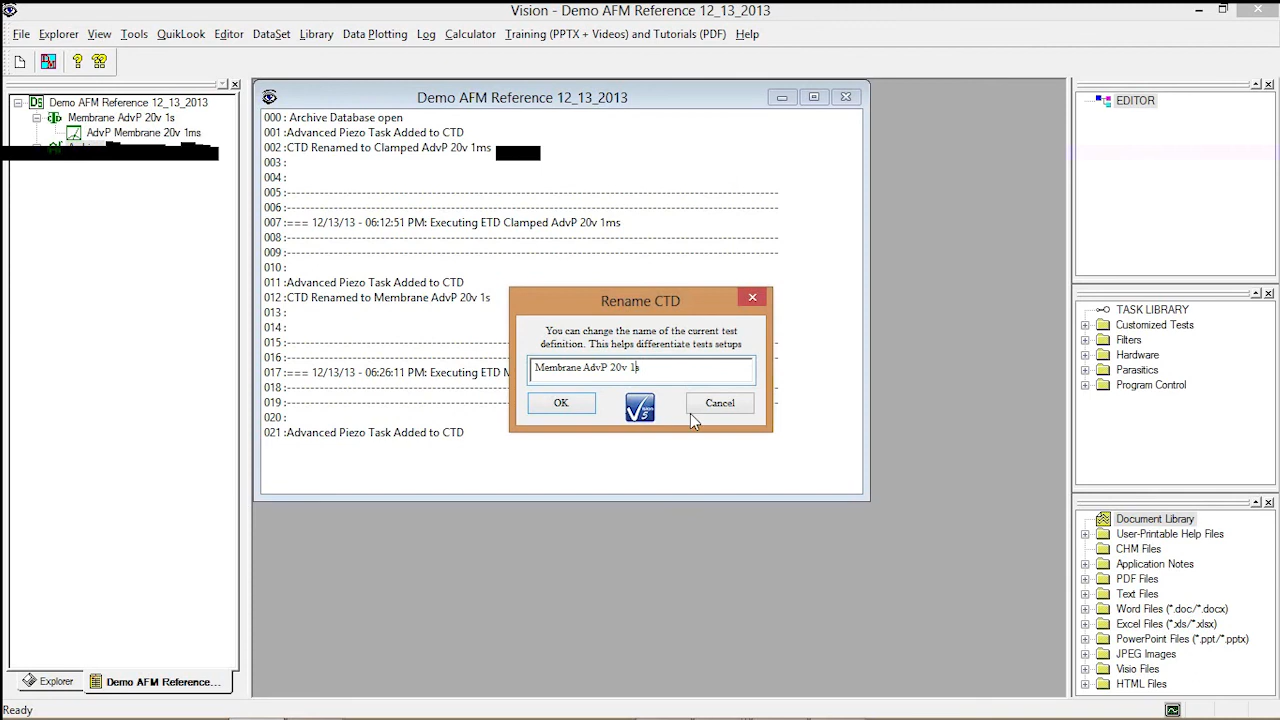 Vision - Demo AFM Reference 12_13_2013
File Explorer View Tools QuikLook Editor DataSet Library Data Plotting Log Calculator Training (PPTX + Videos) and Tutorials (PDF) Help
Demo AFM Reference 12_13_2013
Membrane AdvP 20v 1s
AdvP Membrane 20v 1ms
Explorer
Demo AFM Reference...
Demo AFM Reference 12_13_2013
000 : Archive Database open
001 :Advanced Piezo Task Added to CTD
002 :CTD Renamed to Clamped AdvP 20v 1ms
003 :
004 :
005 :-----------------------------------------------------------------------
006 :-----------------------------------------------------------------------
007 :=== 12/13/13 - 06:12:51 PM: Executing ETD Clamped AdvP 20v 1ms
008 :-----------------------------------------------------------------------
009 :-----------------------------------------------------------------------
010 :
011 :Advanced Piezo Task Added to CTD
012 :CTD Renamed to Membrane AdvP 20v 1s
013 :
014 :
015 :-----------------------------------------------------------------------
016 :-----------------------------------------------------------------------
017 :=== 12/13/13 - 06:26:11 PM: Executing ETD M
018 :-----------------------------------------------------------------------
019 :-----------------------------------------------------------------------
020 :
021 :Advanced Piezo Task Added to CTD
Rename CTD
You can change the name of the current test
definition. This helps differentiate tests setups
Membrane AdvP 20v 1s
OK
Cancel
EDITOR
TASK LIBRARY
Customized Tests
Filters
Hardware
Parasitics
Program Control
Document Library
User-Printable Help Files
CHM Files
Application Notes
PDF Files
Text Files
Word Files (*.doc/*.docx)
Excel Files (*.xls/*.xlsx)
PowerPoint Files (*.ppt/*.pptx)
JPEG Images
Visio Files
HTML Files
Ready